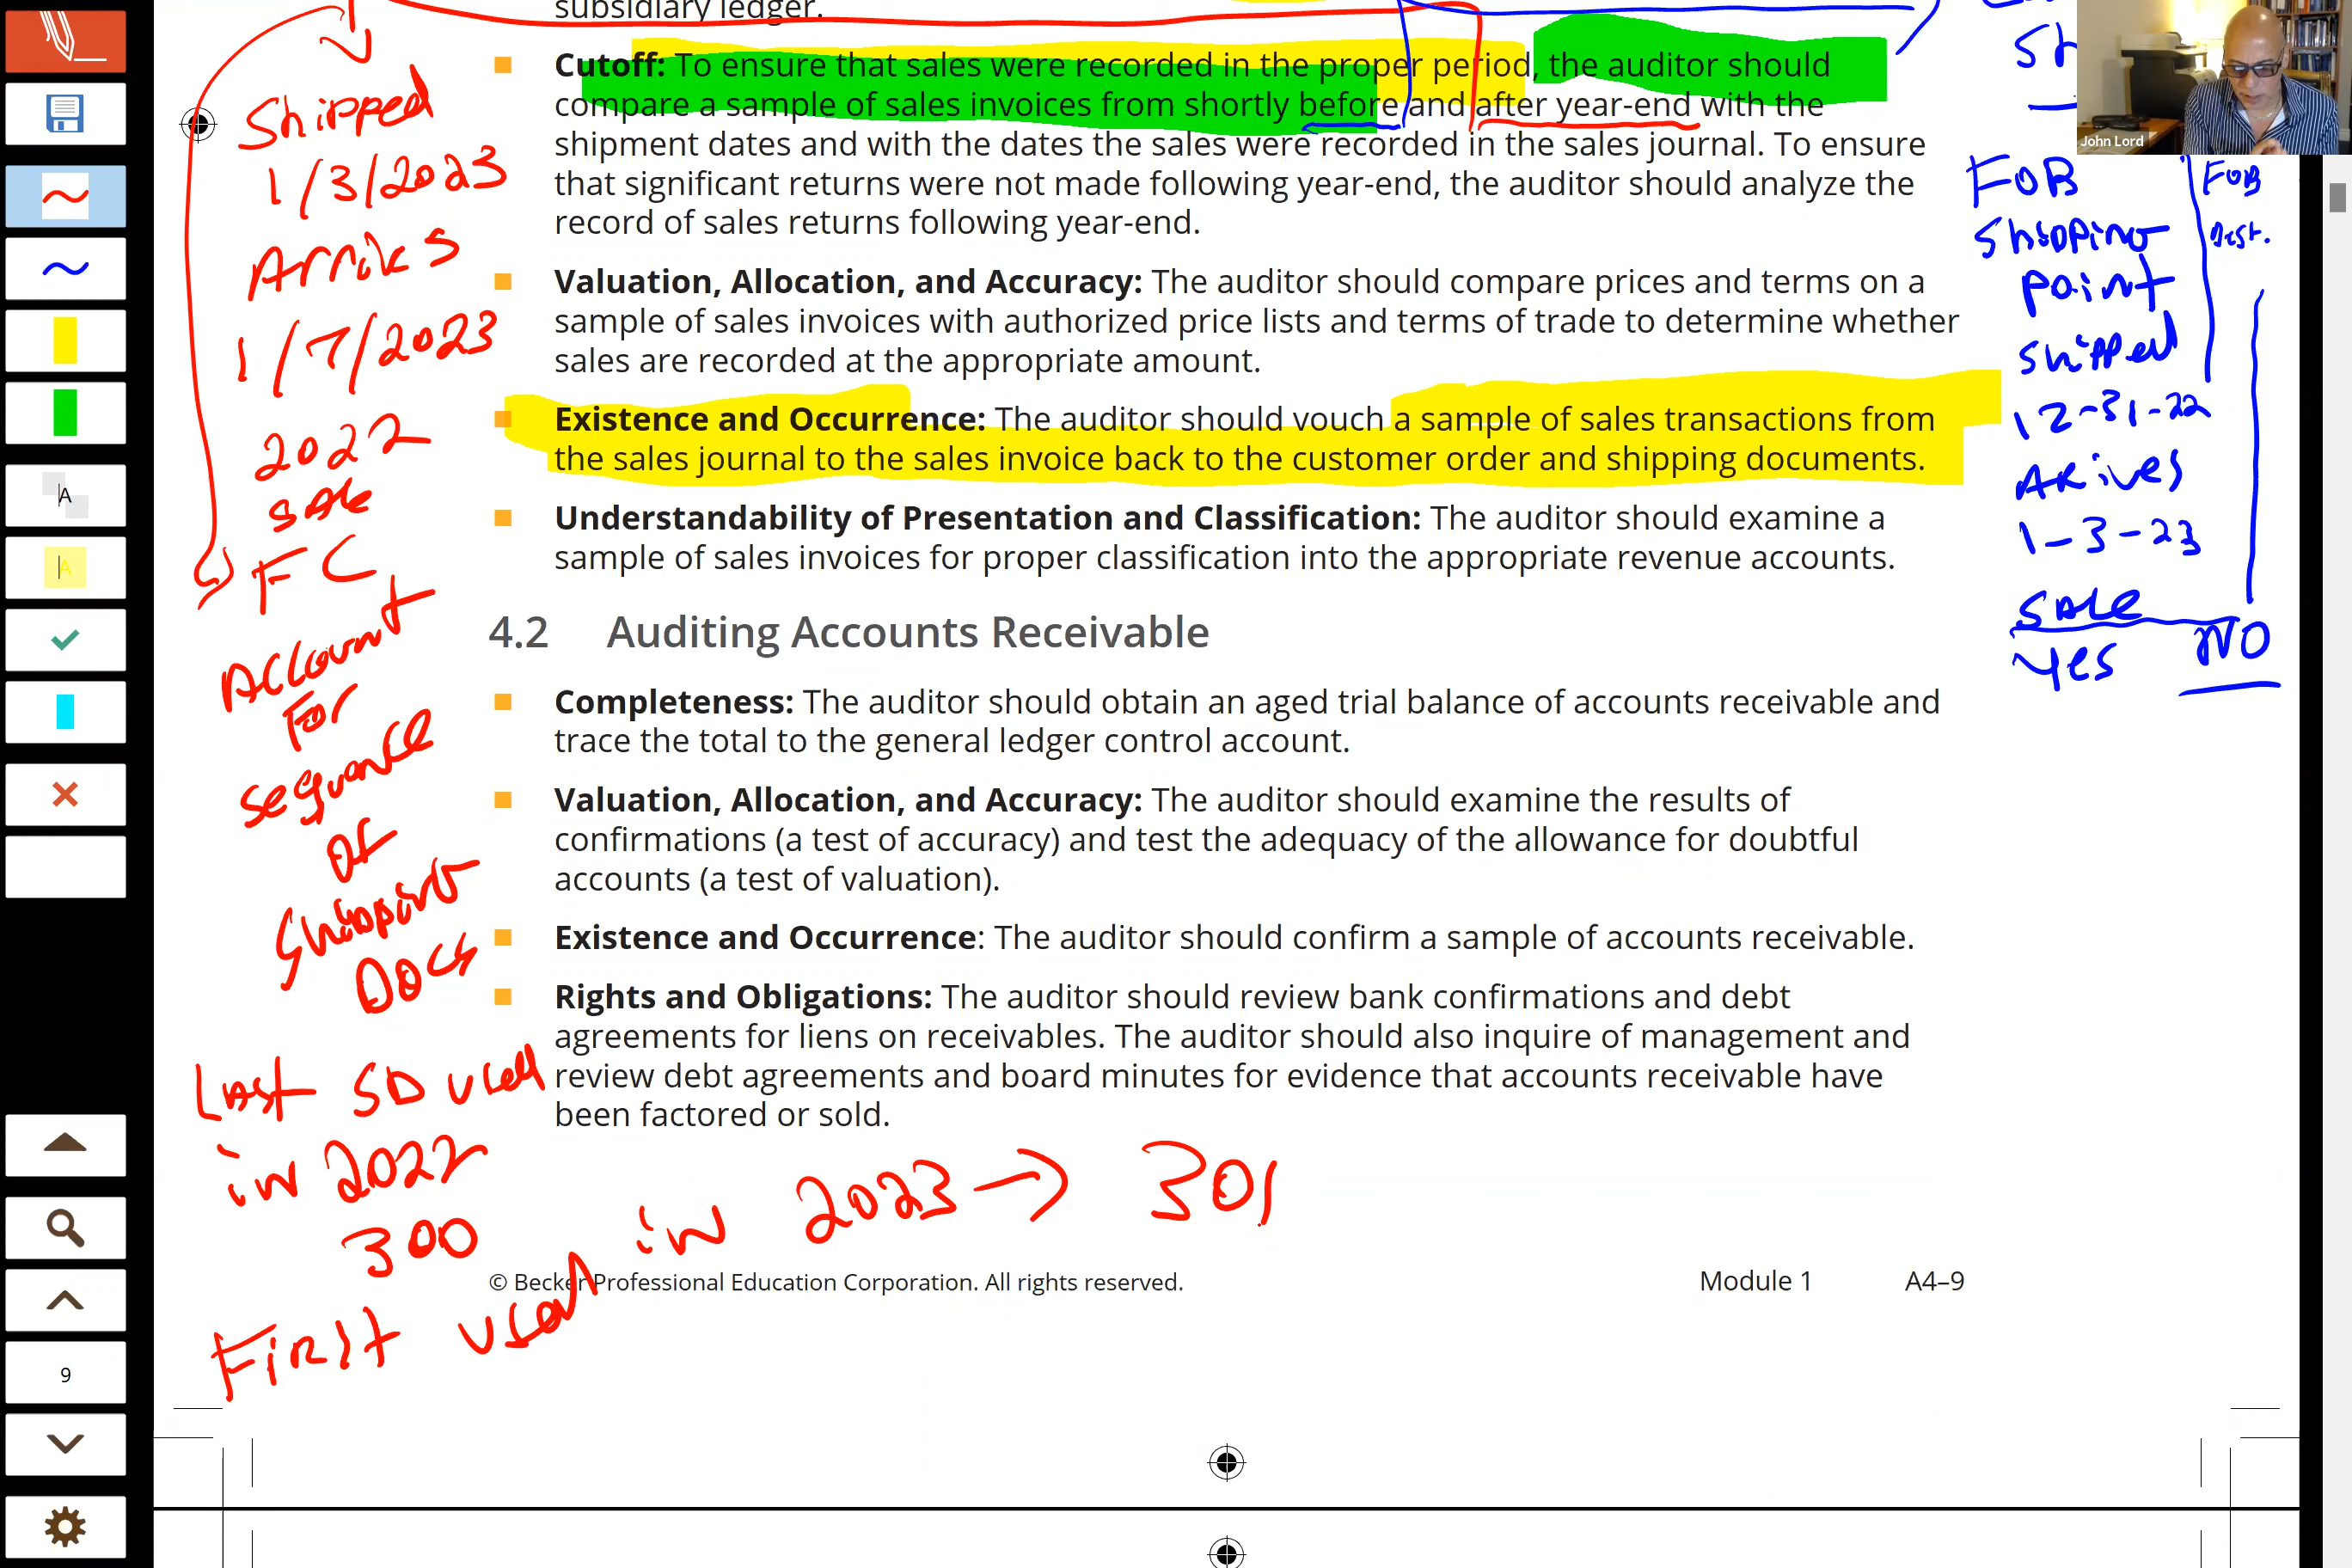 subsidiary ledger.
Cutoff: To ensure that sales were recorded in the proper period, the auditor should
compare a sample of sales invoices from shortly before and after year-end with the
shipment dates and with the dates the sales were recorded in the sales journal. To ensure
that significant returns were not made following year-end, the auditor should analyze the
record of sales returns following year-end.
Valuation, Allocation, and Accuracy: The auditor should compare prices and terms on a
sample of sales invoices with authorized price lists and terms of trade to determine whether
sales are recorded at the appropriate amount.
Existence and Occurrence: The auditor should vouch a sample of sales transactions from
the sales journal to the sales invoice back to the customer order and shipping documents.
Understandability of Presentation and Classification: The auditor should examine a
sample of sales invoices for proper classification into the appropriate revenue accounts.
4.2 Auditing Accounts Receivable
Completeness: The auditor should obtain an aged trial balance of accounts receivable and
trace the total to the general ledger control account.
Valuation, Allocation, and Accuracy: The auditor should examine the results of
confirmations (a test of accuracy) and test the adequacy of the allowance for doubtful
accounts (a test of valuation).
Existence and Occurrence: The auditor should confirm a sample of accounts receivable.
Rights and Obligations: The auditor should review bank confirmations and debt
agreements for liens on receivables. The auditor should also inquire of management and
review debt agreements and board minutes for evidence that accounts receivable have
been factored or sold.
© Becker Professional Education Corporation. All rights reserved.
Module 1 A4–9
Shipped
1/3/2023
Arrives
1/7/2023
2022
sale
FC
Account
For
sequence
of
Shipping
Docs
Last SD used
in 2022
300
First used in 2023 → 301
Sh
FOB
Shipping
point
shipped
12-31-22
Arives
1-3-23
Sale
Yes
FOB
Dest.
NO
John Lord
A
A
9